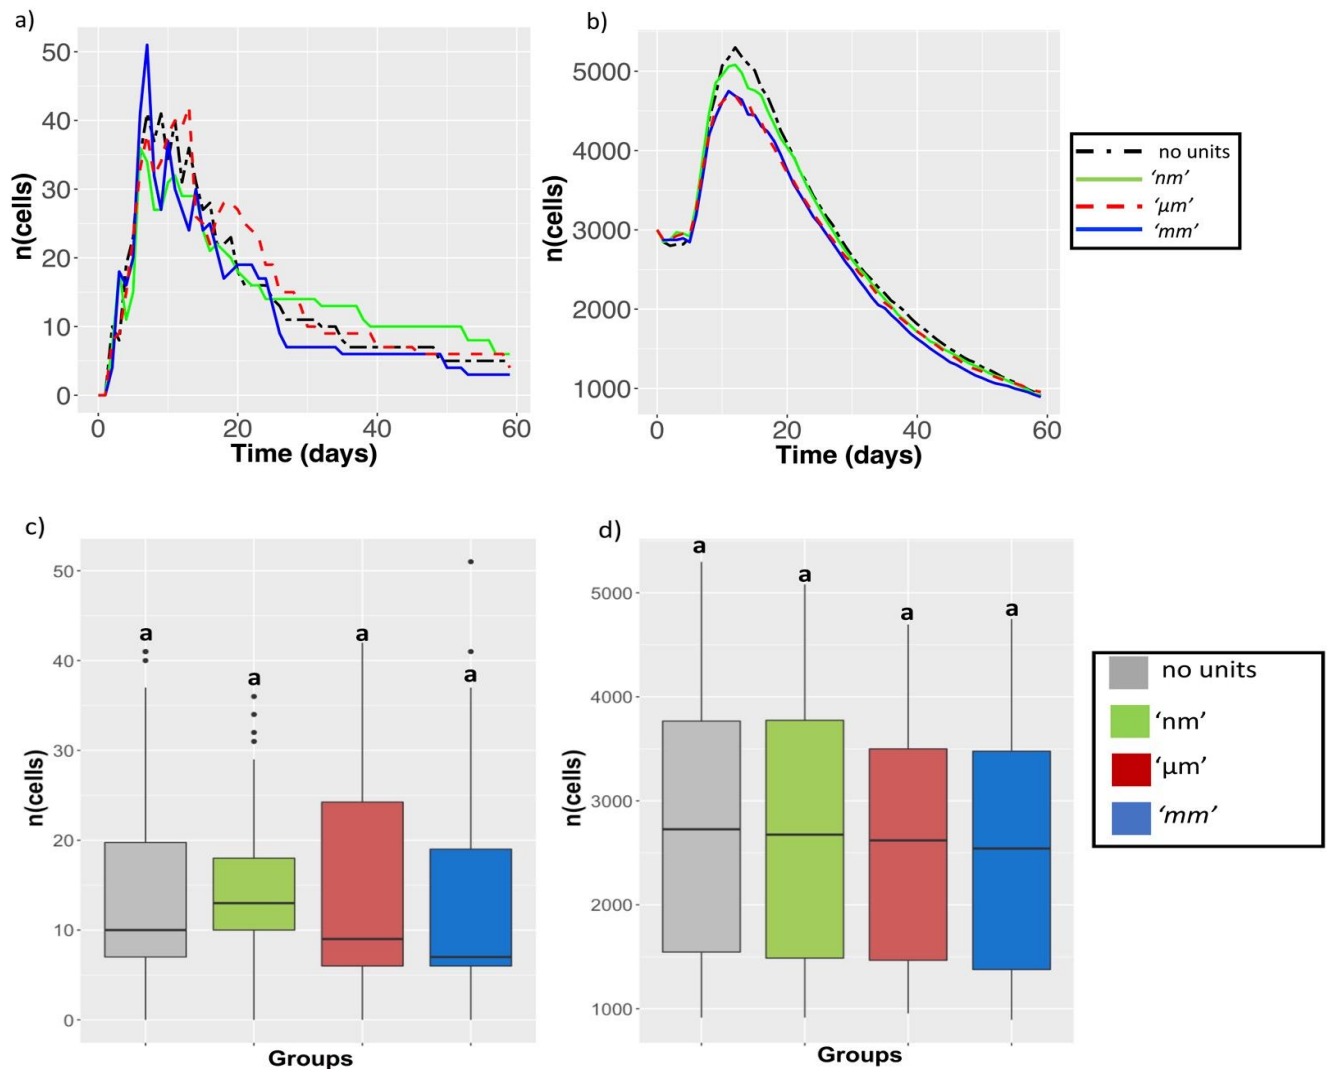 a)
50
40
30
20
10
0
n(cells)
0 20 40 60
Time (days)
b)
5000
4000
3000
2000
1000
n(cells)
0 20 40 60
Time (days)
no units
‘nm’
‘µm’
‘mm’
c)
50
40
30
20
10
0
n(cells)
a a a a
Groups
d)
5000
4000
3000
2000
1000
n(cells)
a a a a
Groups
no units
‘nm’
‘µm’
‘mm’